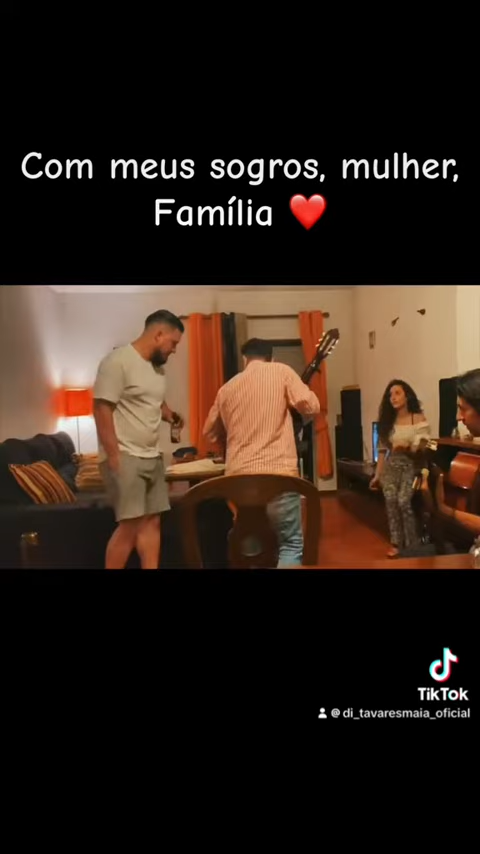 Com meus sogros, mulher,
Família ❤️
TikTok
@di_tavaresmaia_oficial